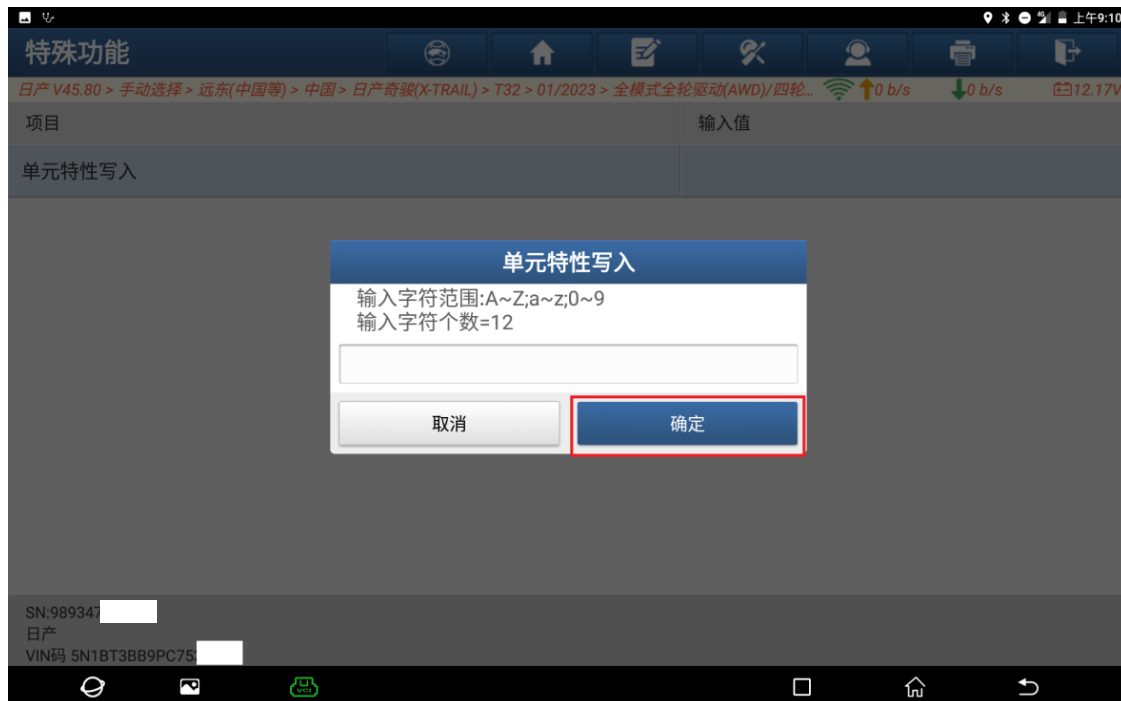 上午9:10
特殊功能
日产 V45.80 > 手动选择 > 远东(中国等) > 中国 > 日产奇骏(X-TRAIL) > T32 > 01/2023 > 全模式全轮驱动(AWD)/四轮... 0 b/s 0 b/s 12.17V
项目 输入值
单元特性写入
单元特性写入
输入字符范围:A~Z;a~z;0~9
输入字符个数=12
取消 确定
SN:989347
日产
VIN码 5N1BT3BB9PC75
VCI